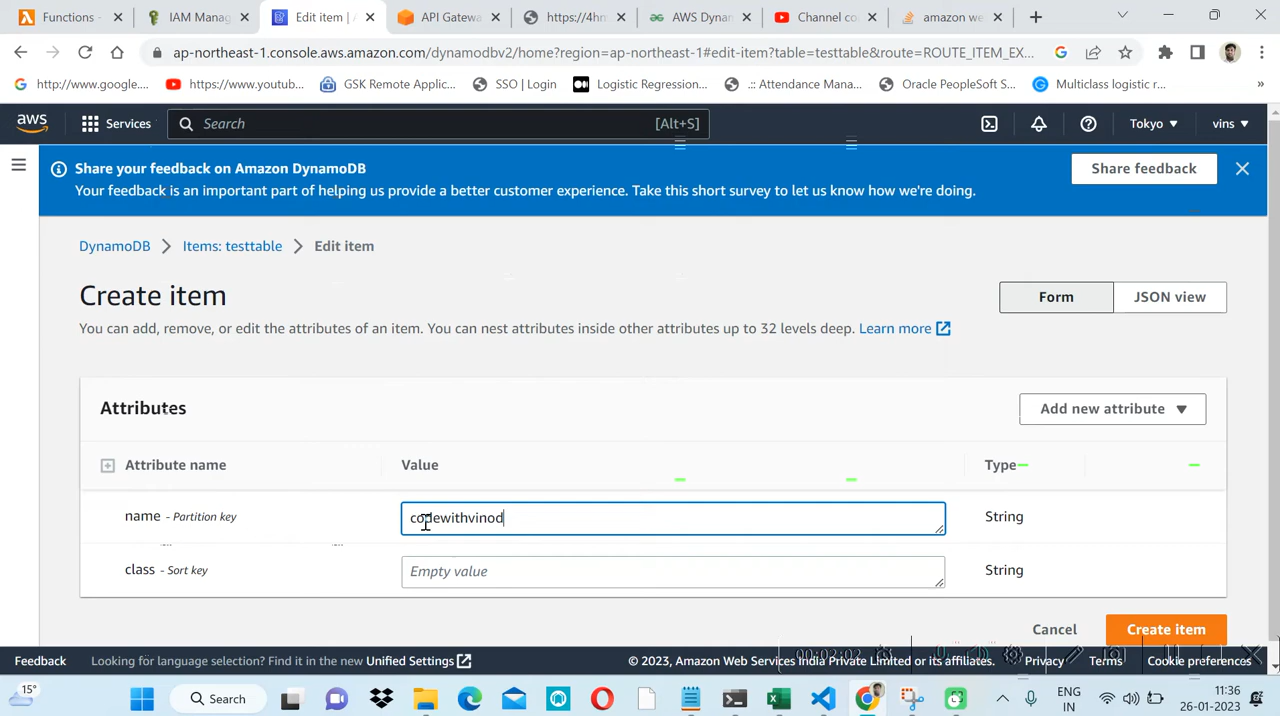 Functions -
IAM Manag
Edit item | A
API Gatewa
https://4hm
AWS Dynan
Channel co
amazon we
ap-northeast-1.console.aws.amazon.com/dynamodbv2/home?region=ap-northeast-1#edit-item?table=testtable&route=ROUTE_ITEM_EX...
http://www.google....
https://www.youtub...
GSK Remote Applic...
SSO | Login
Logistic Regression...
.:: Attendance Mana...
Oracle PeopleSoft S...
Multiclass logistic r...
»
aws
Services
Search
[Alt+S]
Tokyo
vins
Share your feedback on Amazon DynamoDB
Your feedback is an important part of helping us provide a better customer experience. Take this short survey to let us know how we're doing.
Share feedback
DynamoDB
Items: testtable
Edit item
Create item
Form
JSON view
You can add, remove, or edit the attributes of an item. You can nest attributes inside other attributes up to 32 levels deep. Learn more
Attributes
Add new attribute
Attribute name
Value
Type
name - Partition key
codewithvinod
String
class - Sort key
Empty value
String
Cancel
Create item
Feedback
Looking for language selection? Find it in the new Unified Settings
© 2023, Amazon Web Services India Private Limited or its affiliates.
Privacy
Terms
Cookie preferences
00:02:02
15°
Search
ENG
IN
11:36
26-01-2023